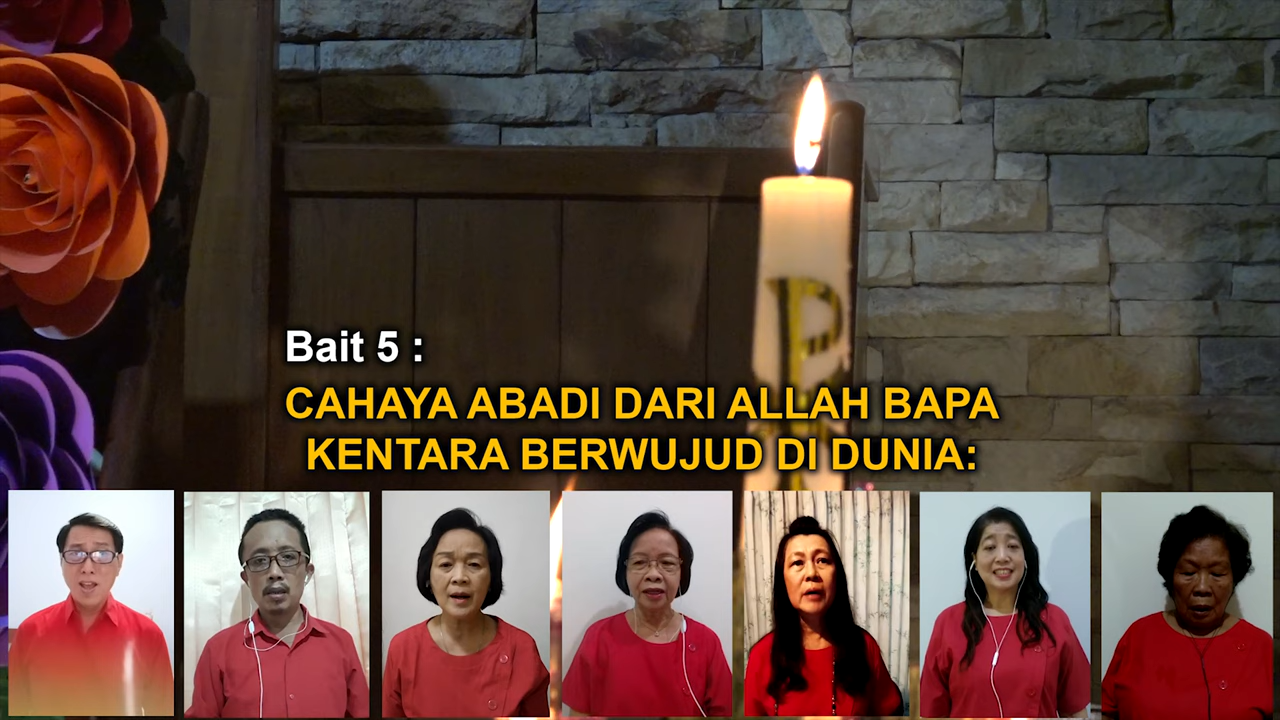 Bait 5 :
CAHAYA ABADI DARI ALLAH BAPA
KENTARA BERWUJUD DI DUNIA: